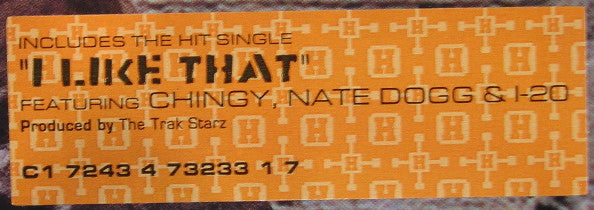 INCLUDES THE HIT SINGLE
"I LIKE THAT"
FEATURING CHINGY, NATE DOGG & I-20
Produced by The Trak Starz
C1 7243 4 73233 1 7